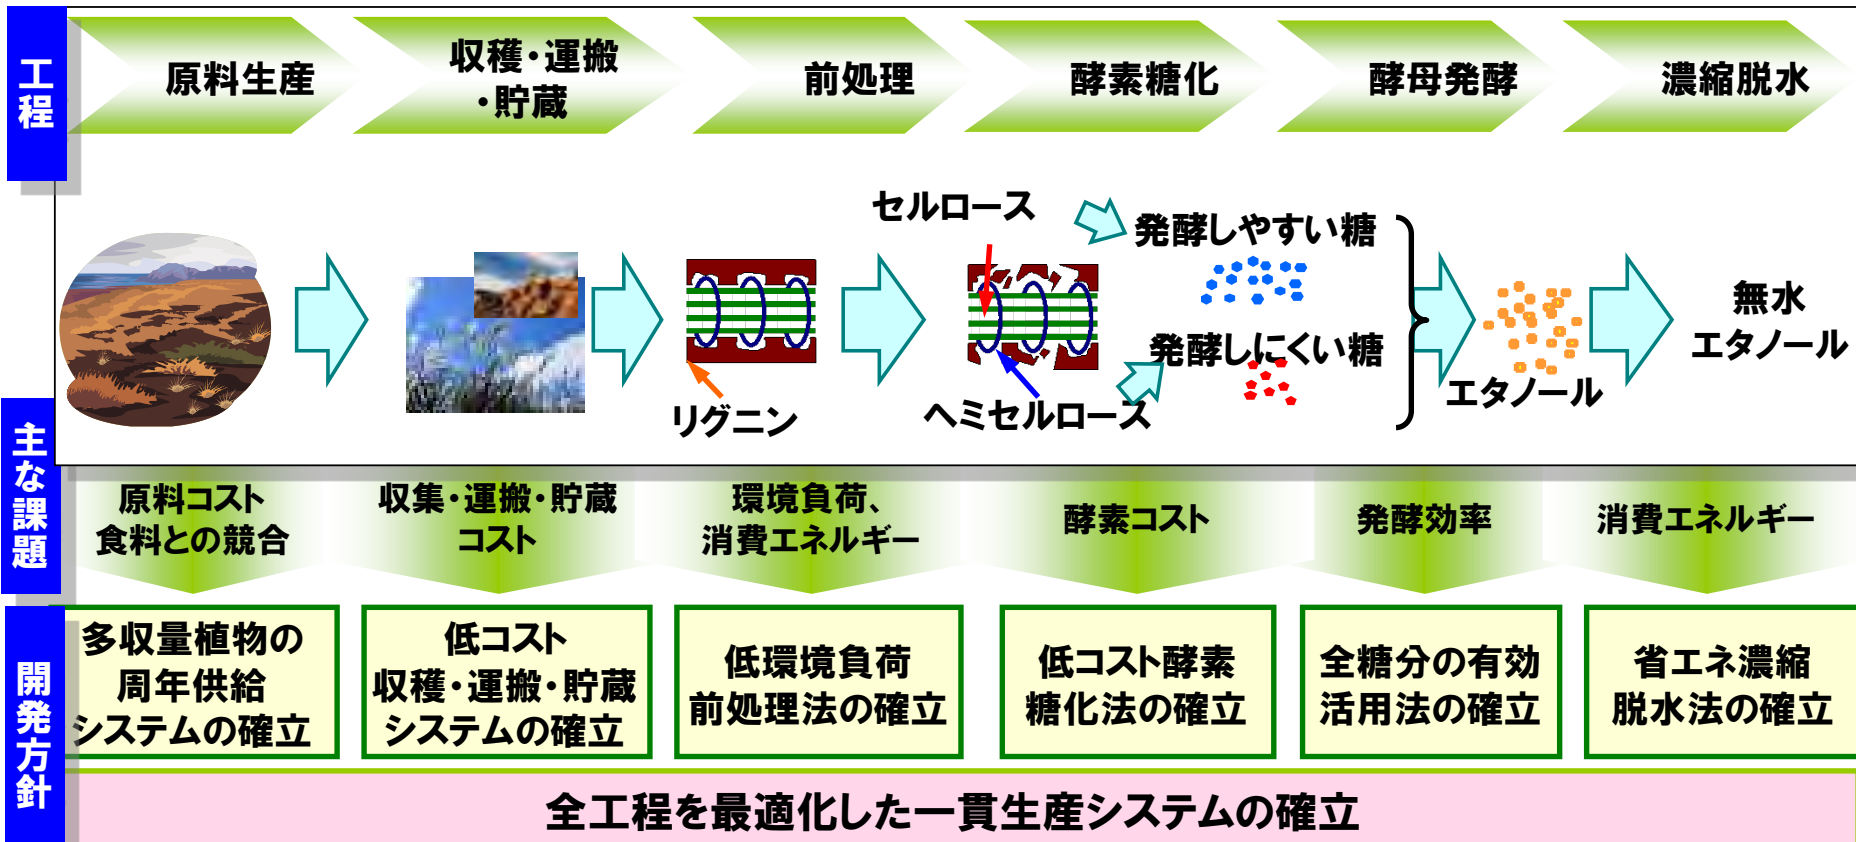 工程
原料生産
収穫・運搬
・貯蔵
前処理
酵素糖化
酵母発酵
濃縮脱水
セルロース
発酵しやすい糖
発酵しにくい糖
リグニン
ヘミセルロース
エタノール
無水
エタノール
主な課題
原料コスト
食料との競合
収集・運搬・貯蔵
コスト
環境負荷、
消費エネルギー
酵素コスト
発酵効率
消費エネルギー
開発方針
多収量植物の
周年供給
システムの確立
低コスト
収穫・運搬・貯蔵
システムの確立
低環境負荷
前処理法の確立
低コスト酵素
糖化法の確立
全糖分の有効
活用法の確立
省エネ濃縮
脱水法の確立
全工程を最適化した一貫生産システムの確立